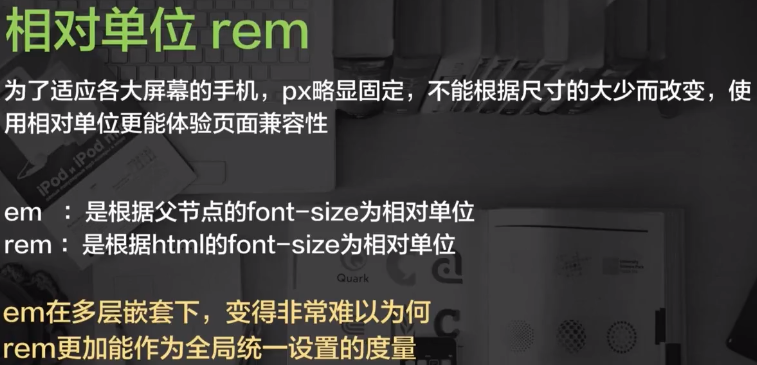 相对单位 rem
为了适应各大屏幕的手机，px略显固定，不能根据尺寸的大少而改变，使
用相对单位更能体验页面兼容性
em ：是根据父节点的font-size为相对单位
rem：是根据html的font-size为相对单位
em在多层嵌套下，变得非常难以为何
rem更加能作为全局统一设置的度量
iPod
iPod
Quark